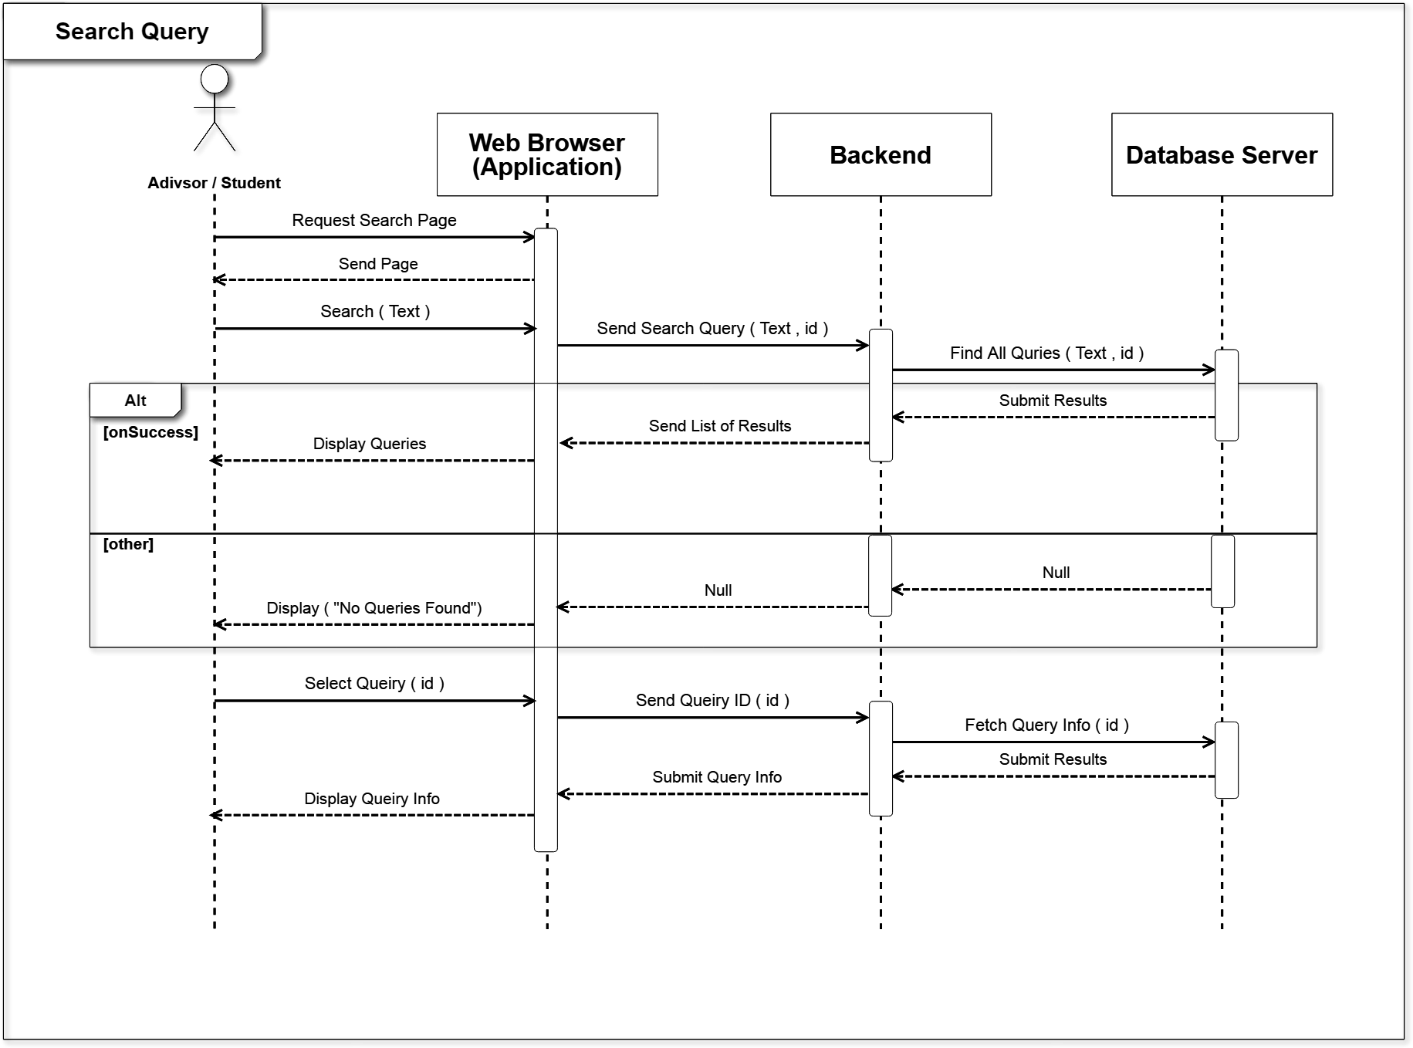 Search Query
Adivsor / Student
Web Browser
(Application)
Backend
Database Server
Request Search Page
Send Page
Search ( Text )
Send Search Query ( Text , id )
Find All Quries ( Text , id )
Alt
[onSuccess]
Submit Results
Send List of Results
Display Queries
[other]
Null
Null
Display ( "No Queries Found")
Select Queiry ( id )
Send Queiry ID ( id )
Fetch Query Info ( id )
Submit Results
Submit Query Info
Display Queiry Info